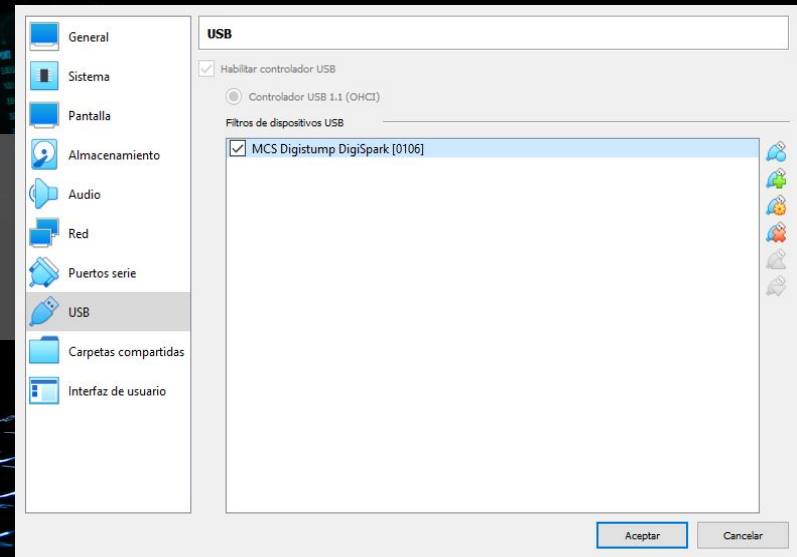 General
Sistema
Pantalla
Almacenamiento
Audio
Red
Puertos serie
USB
Carpetas compartidas
Interfaz de usuario
USB
Habilitar controlador USB
Controlador USB 1.1 (OHCI)
Filtros de dispositivos USB
MCS Digistump DigiSpark [0106]
Aceptar
Cancelar